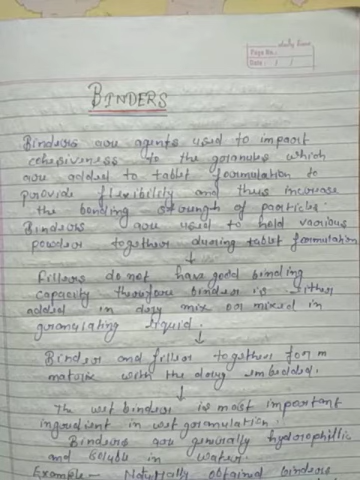 Page No.:
Date: / /
BINDERS
Binders are agents used to impart
cohesiveness to the granules which
are added to tablet formulation to
provide flexibility and thus increase
the bonding strength of particles.
Binders are used to hold various
powder together during tablet formulation
↓
Fillers do not have good binding
capacity therefore binder is either
added in dry mix or mixed in
granulating liquid.
↓
Binder and filler together form
matrix with the drug embedded.
↓
The wet binder is most important
ingredient in wet granulation.
Binders are generally hydrophillic
and soluble in water
Example - Naturally obtained binders